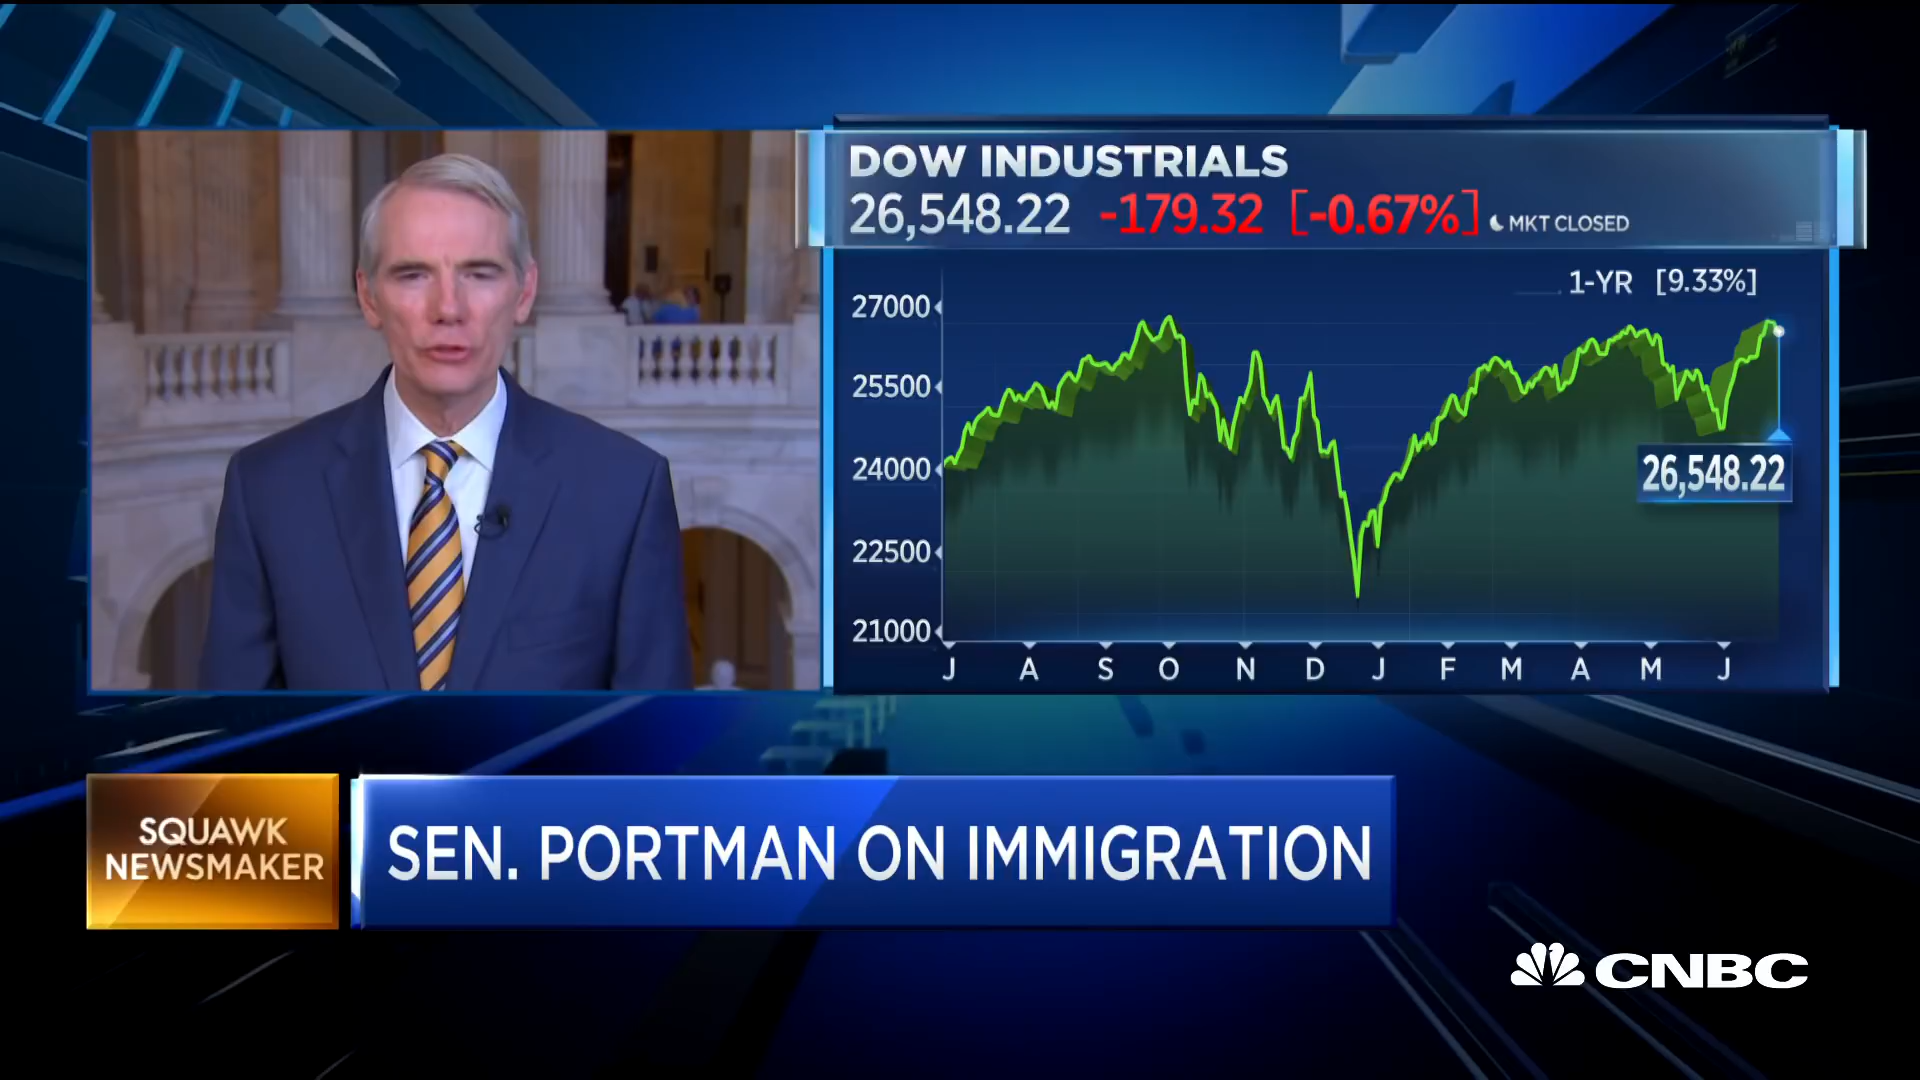 DOW INDUSTRIALS
26,548.22 -179.32 [-0.67%] MKT CLOSED
1-YR [9.33%]
27000
25500
24000
22500
21000
26,548.22
J A S O N D J F M A M J
SQUAWK
NEWSMAKER
SEN. PORTMAN ON IMMIGRATION
CNBC